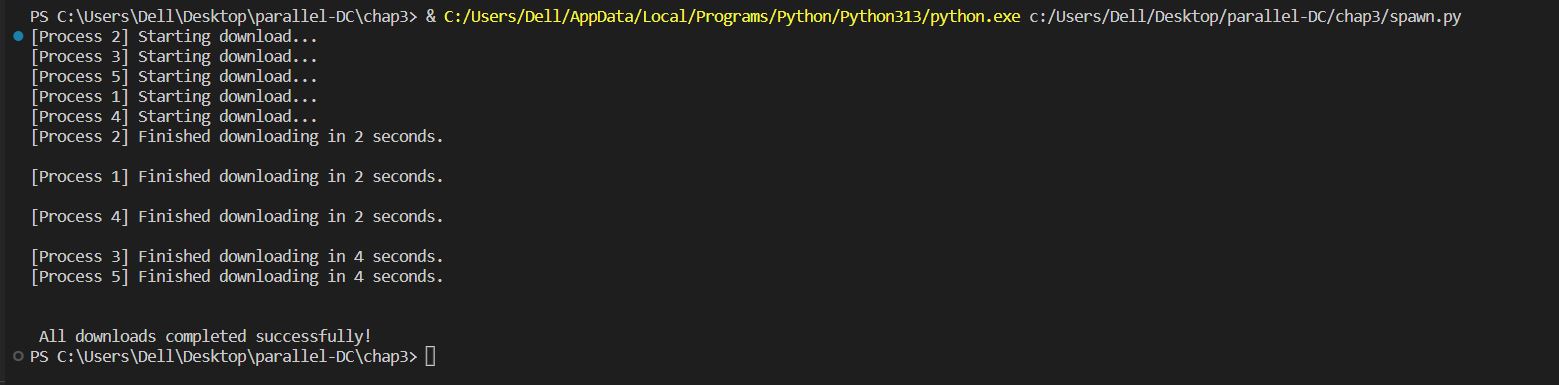 PS C:\Users\Dell\Desktop\parallel-DC\chap3> & C:/Users/Dell/AppData/Local/Programs/Python/Python313/python.exe c:/Users/Dell/Desktop/parallel-DC/chap3/spawn.py
[Process 2] Starting download...
[Process 3] Starting download...
[Process 5] Starting download...
[Process 1] Starting download...
[Process 4] Starting download...
[Process 2] Finished downloading in 2 seconds.
[Process 1] Finished downloading in 2 seconds.
[Process 4] Finished downloading in 2 seconds.
[Process 3] Finished downloading in 4 seconds.
[Process 5] Finished downloading in 4 seconds.
All downloads completed successfully!
PS C:\Users\Dell\Desktop\parallel-DC\chap3>